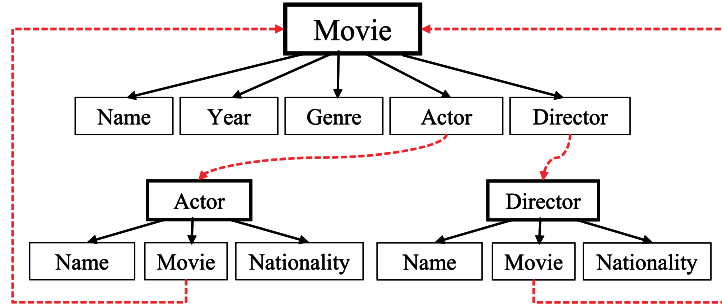 Movie
Name Year Genre Actor Director
Actor Director
Name Movie Nationality Name Movie Nationality